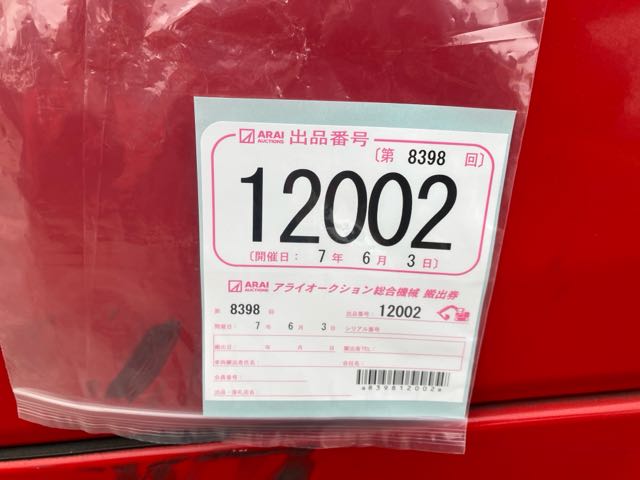 ARAI AUCTIONS 出品番号
〔第 8398 回〕
12002
〔開催日： 7 年 6 月 3 日〕
ARAI AUCTIONS アライオークション総合機械 搬出券
第 8398 回 出品番号： 12002
開催日： 7 年 6 月 3 日 シリアル番号
搬出日： 年 月 日 搬出者TEL：
車両搬出責任者： 会社名：
会員番号：
出品・落札店名：
a839812002a